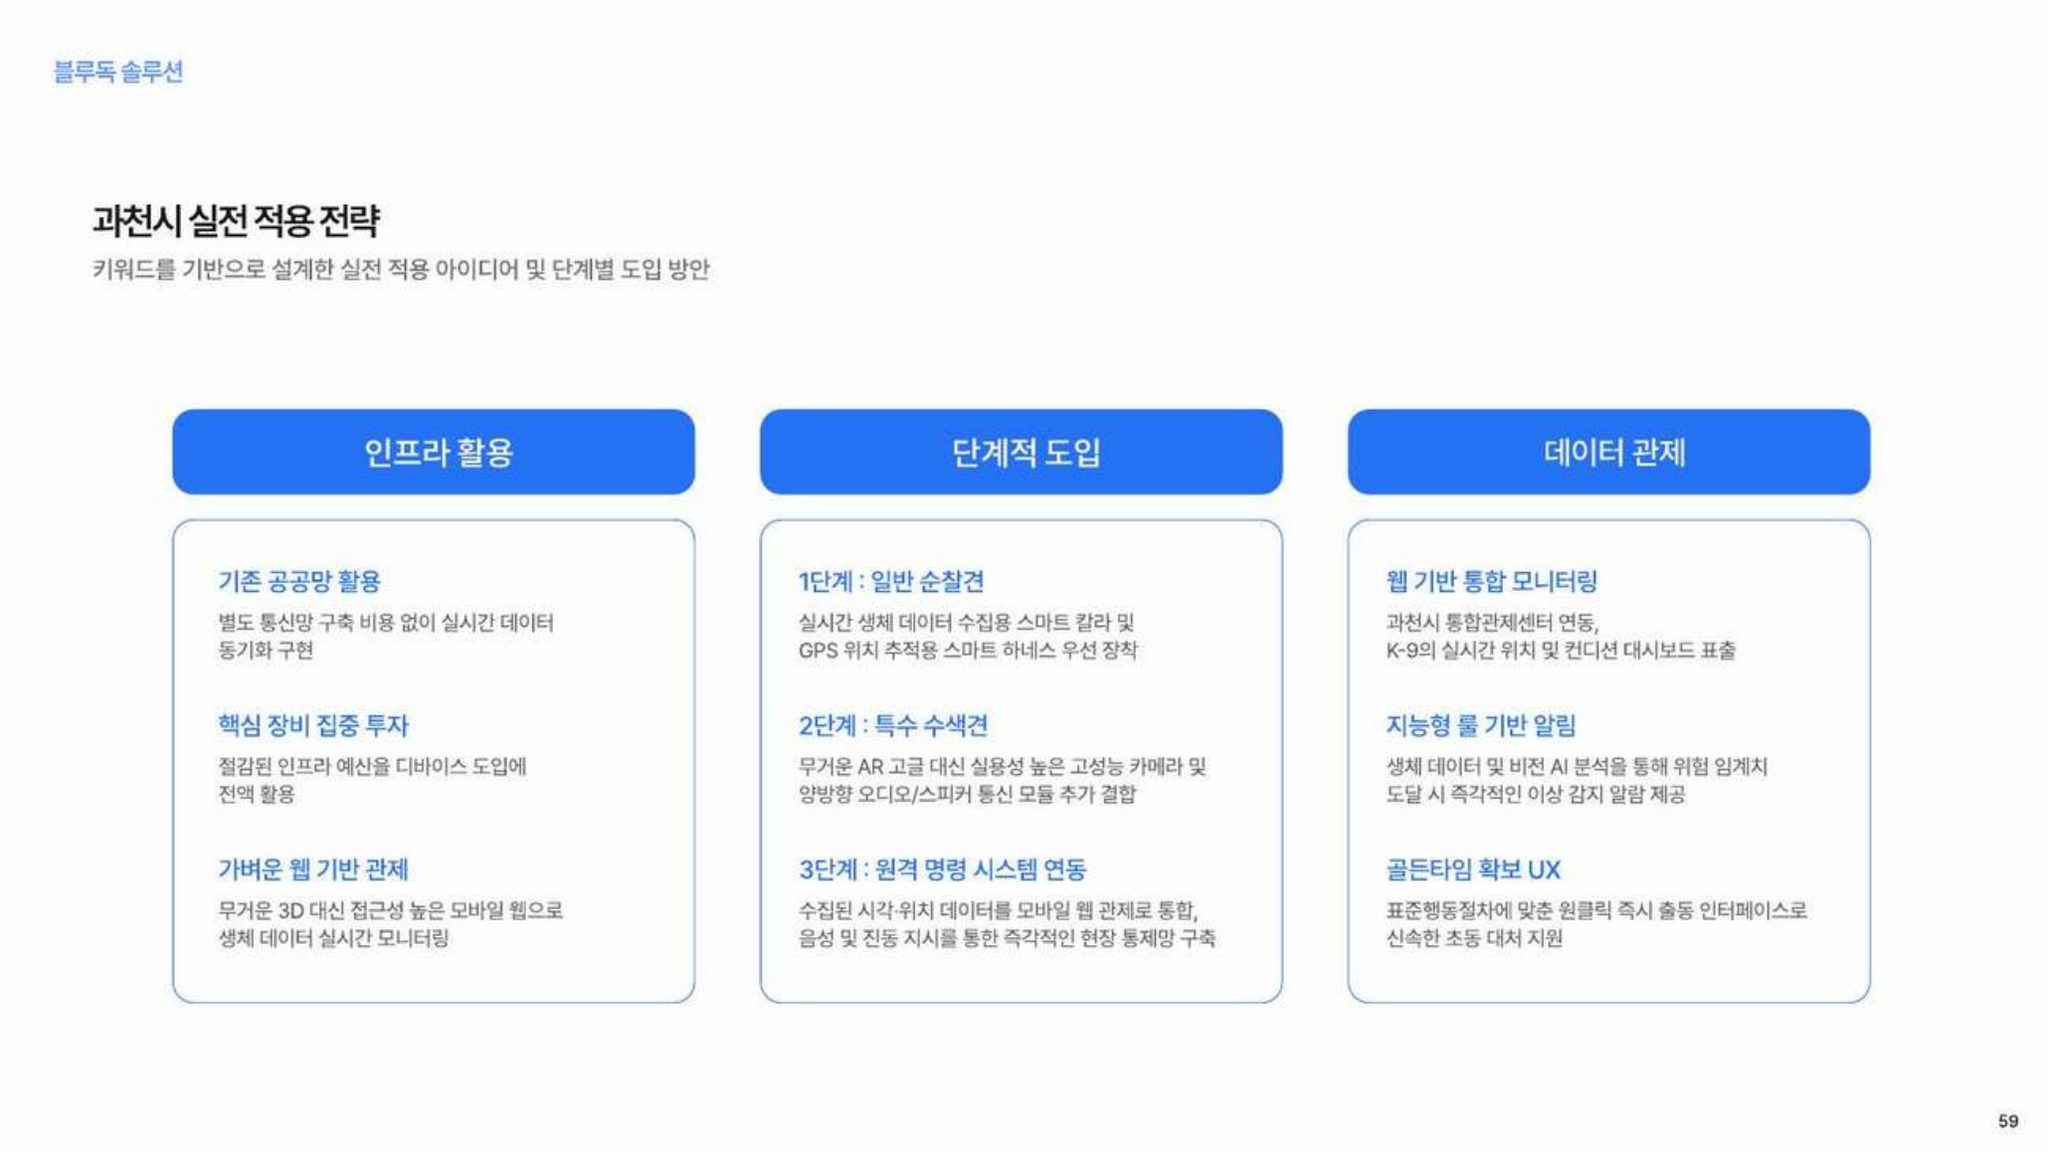 블루독 솔루션
과천시 실전 적용 전략
키워드를 기반으로 설계한 실전 적용 아이디어 및 단계별 도입 방안
인프라 활용
기존 공공망 활용
별도 통신망 구축 비용 없이 실시간 데이터
동기화 구현
핵심 장비 집중 투자
절감된 인프라 예산을 디바이스 도입에
전액 활용
가벼운 웹 기반 관제
무거운 3D 대신 접근성 높은 모바일 웹으로
생체 데이터 실시간 모니터링
단계적 도입
1단계 : 일반 순찰견
실시간 생체 데이터 수집용 스마트 칼라 및
GPS 위치 추적용 스마트 하네스 우선 장착
2단계 : 특수 수색견
무거운 AR 고글 대신 실용성 높은 고성능 카메라 및
양방향 오디오/스피커 통신 모듈 추가 결합
3단계 : 원격 명령 시스템 연동
수집된 시각·위치 데이터를 모바일 웹 관제로 통합,
음성 및 진동 지시를 통한 즉각적인 현장 통제망 구축
데이터 관제
웹 기반 통합 모니터링
과천시 통합관제센터 연동,
K-9의 실시간 위치 및 컨디션 대시보드 표출
지능형 룰 기반 알림
생체 데이터 및 비전 AI 분석을 통해 위험 임계치
도달 시 즉각적인 이상 감지 알람 제공
골든타임 확보 UX
표준행동절차에 맞춘 원클릭 즉시 출동 인터페이스로
신속한 초동 대처 지원
59